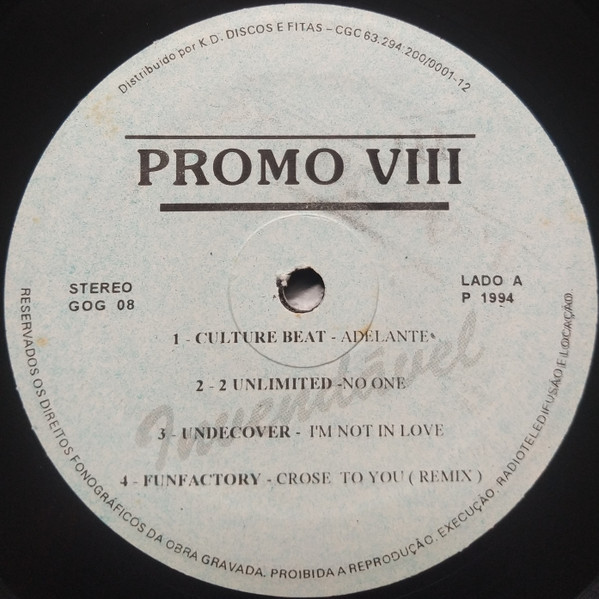 Distribuído por K.D. DISCOS E FITAS – CGC 63.294.200/0001-12
PROMO VIII
STEREO
GOG 08
LADO A
P 1994
1 - CULTURE BEAT - ADELANTE
2 - 2 UNLIMITED -NO ONE
Invendável
3 - UNDECOVER - I'M NOT IN LOVE
4 - FUNFACTORY - CROSE TO YOU ( REMIX )
RESERVADOS OS DIREITOS FONOGRÁFICOS DA OBRA GRAVADA. PROIBIDA A REPRODUÇÃO. EXECUÇÃO, RADIOTELEDIFUSÃO E LOCAÇÃO